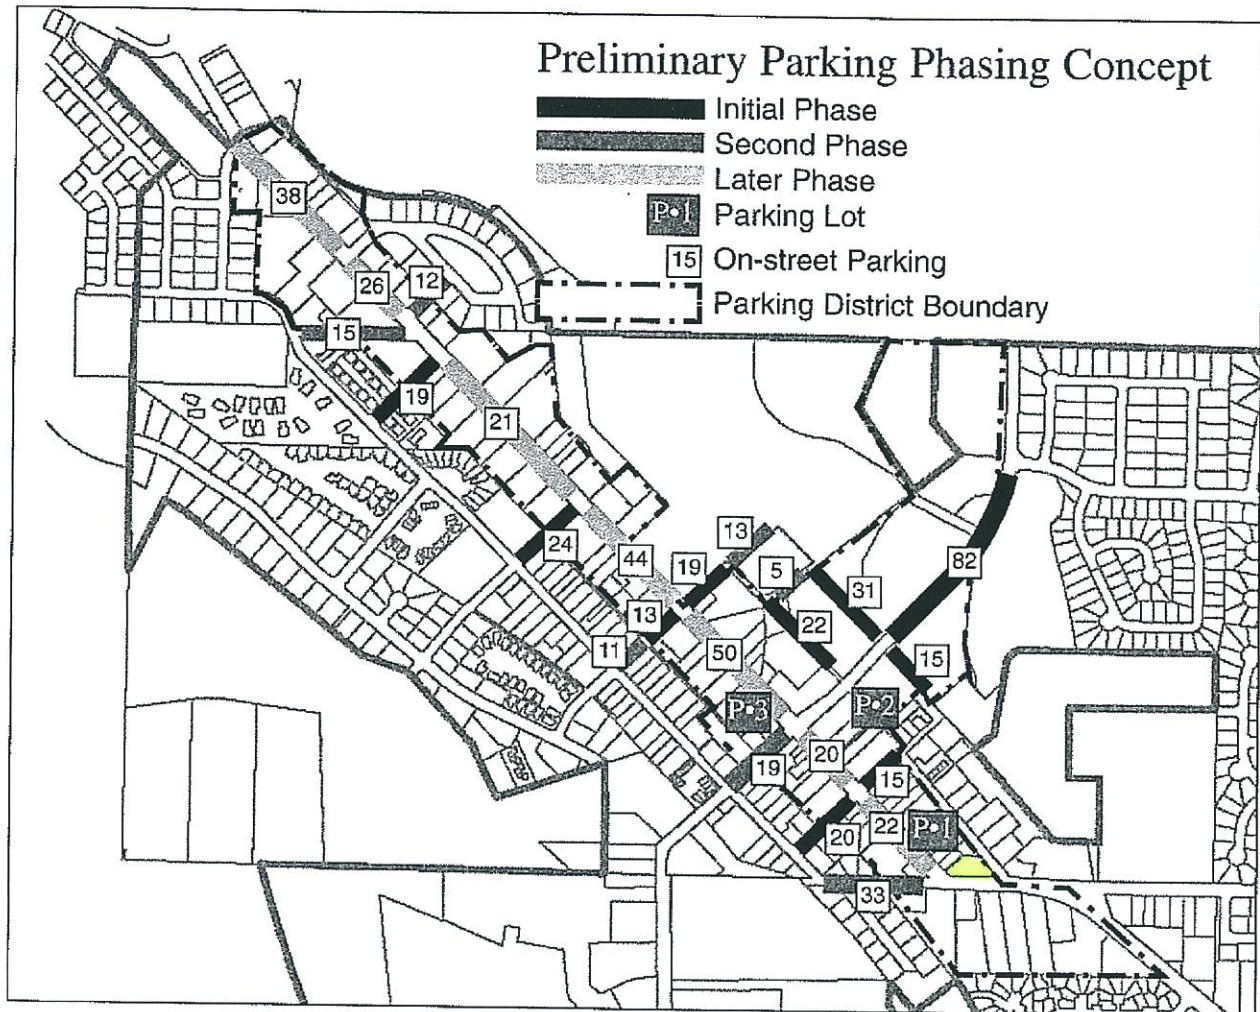 Preliminary Parking Phasing Concept
Initial Phase
Second Phase
Later Phase
P•1 Parking Lot
15 On-street Parking
Parking District Boundary
38
26
12
15
19
21
24
44
19
13
5
31
82
13
22
11
50
15
P•3
P•2
20
19
15
20
22
P•1
33